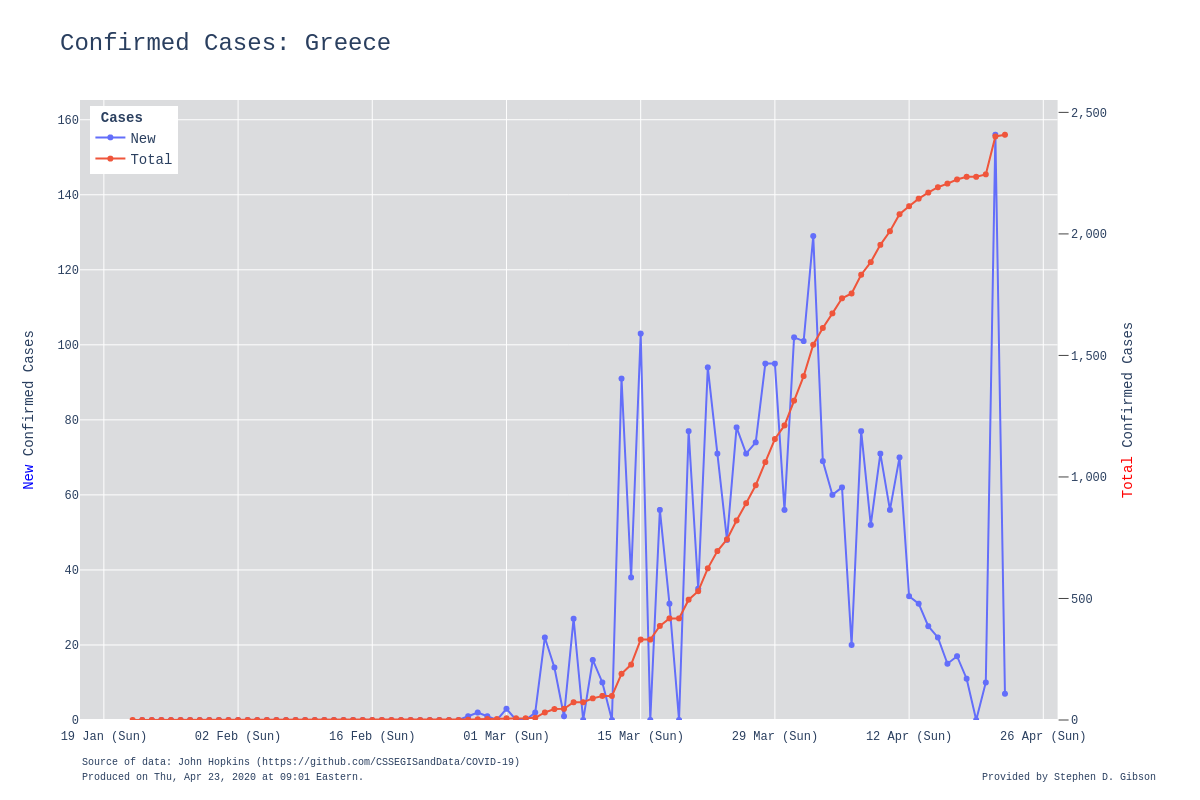 Confirmed Cases: Greece
Cases
New
Total
160
140
120
100
80
60
40
20
0
2,500
2,000
1,500
1,000
500
0
New Confirmed Cases
Total Confirmed Cases
19 Jan (Sun)
02 Feb (Sun)
16 Feb (Sun)
01 Mar (Sun)
15 Mar (Sun)
29 Mar (Sun)
12 Apr (Sun)
26 Apr (Sun)
Source of data: John Hopkins (https://github.com/CSSEGISandData/COVID-19)
Produced on Thu, Apr 23, 2020 at 09:01 Eastern.
Provided by Stephen D. Gibson